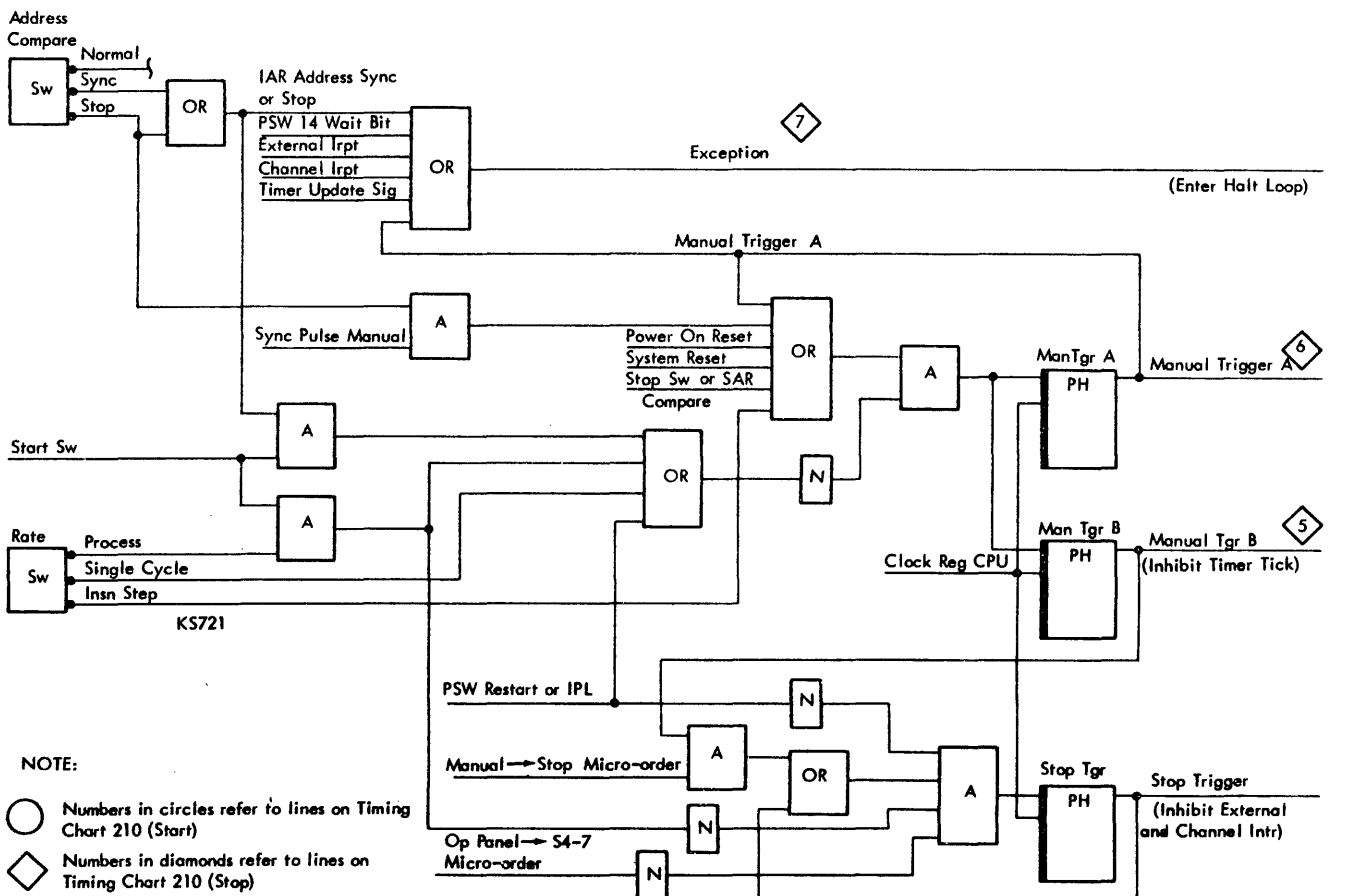 Address
Compare
Normal
Sync
Stop
Sw
OR
IAR Address Sync
or Stop
PSW 14 Wait Bit
External Irpt
Channel Irpt
Timer Update Sig
OR
7
Exception
(Enter Halt Loop)
Manual Trigger A
Sync Pulse Manual
A
Power On Reset
System Reset
Stop Sw or SAR
Compare
OR
A
Man Tgr A
PH
Manual Trigger A
6
Start Sw
A
A
OR
N
Rate
Sw
Process
Single Cycle
Insn Step
KS721
Clock Reg CPU
Man Tgr B
PH
Manual Tgr B
(Inhibit Timer Tick)
5
PSW Restart or IPL
N
Manual → Stop Micro-order
A
OR
A
Stop Tgr
PH
Stop Trigger
(Inhibit External
and Channel Intr)
N
Op Panel → S4-7
Micro-order
N
NOTE:
Numbers in circles refer to lines on Timing
Chart 210 (Start)
Numbers in diamonds refer to lines on
Timing Chart 210 (Stop)